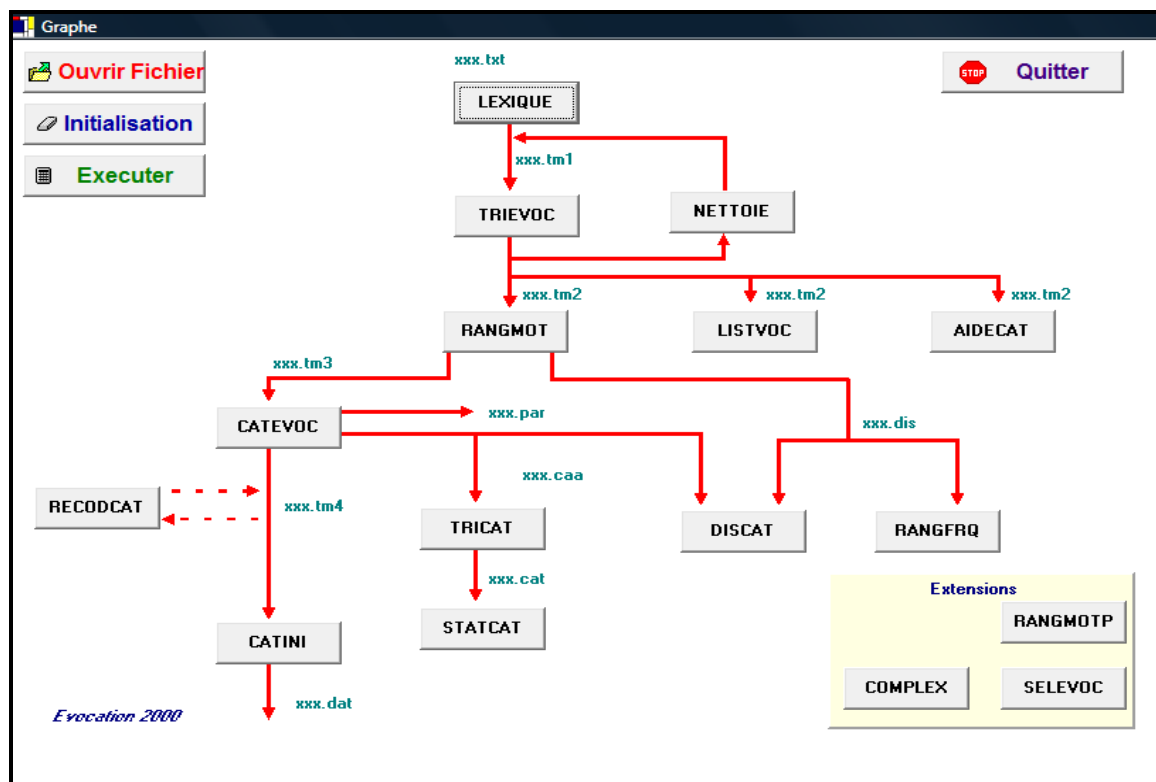 Graphe
Ouvrir Fichier
xxx.txt
Quitter
STOP
LEXIQUE
Initialisation
xxx.tm1
Executer
TRIEVOC
NETTOIE
xxx.tm2
xxx.tm2
xxx.tm2
RANGMOT
LISTVOC
AIDECAT
xxx.tm3
CATEVOC
xxx.par
xxx.dis
xxx.caa
RECODCAT
xxx.tm4
TRICAT
DISCAT
RANGFRQ
xxx.cat
Extensions
RANGMOTP
STATCAT
CATINI
COMPLEX
SELEVOC
xxx.dat
Evocation 2000